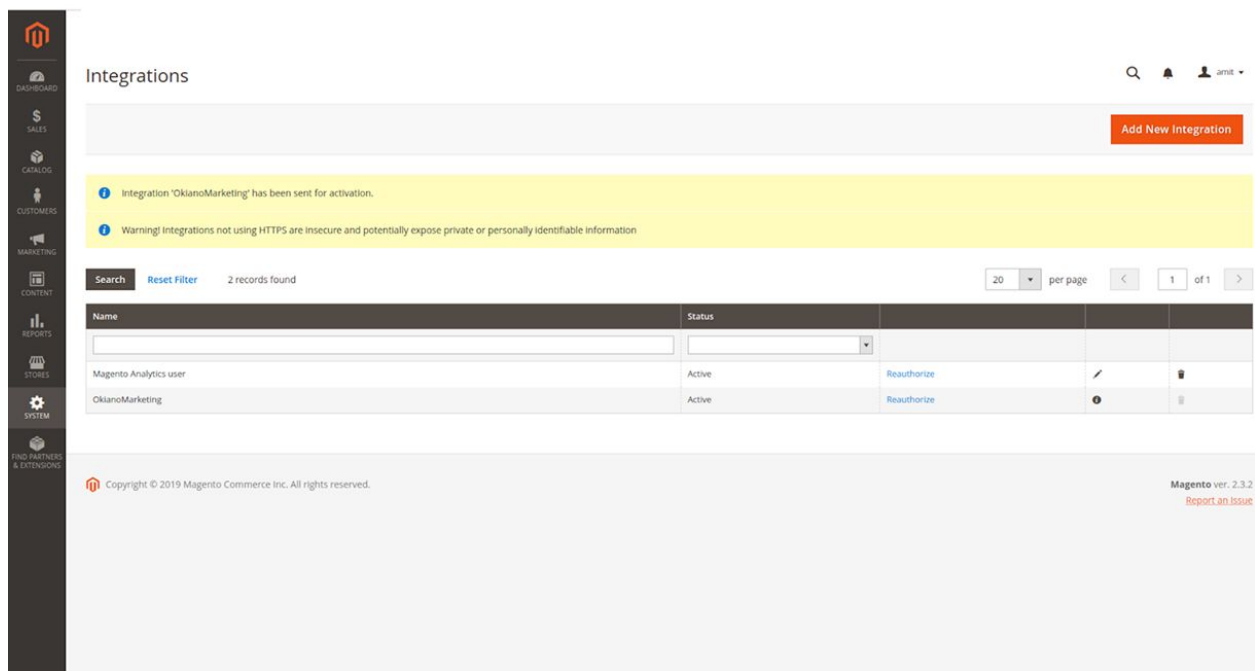 Integrations
amit
DASHBOARD
SALES
CATALOG
CUSTOMERS
MARKETING
CONTENT
REPORTS
STORES
SYSTEM
FIND PARTNERS
& EXTENSIONS
Add New Integration
Integration 'OkianoMarketing' has been sent for activation.
Warning! Integrations not using HTTPS are insecure and potentially expose private or personally identifiable information
Search Reset Filter 2 records found 20 per page 1 of 1
Name Status
Magento Analytics user Active Reauthorize
OkianoMarketing Active Reauthorize
Copyright © 2019 Magento Commerce Inc. All rights reserved. Magento ver. 2.3.2
Report an Issue